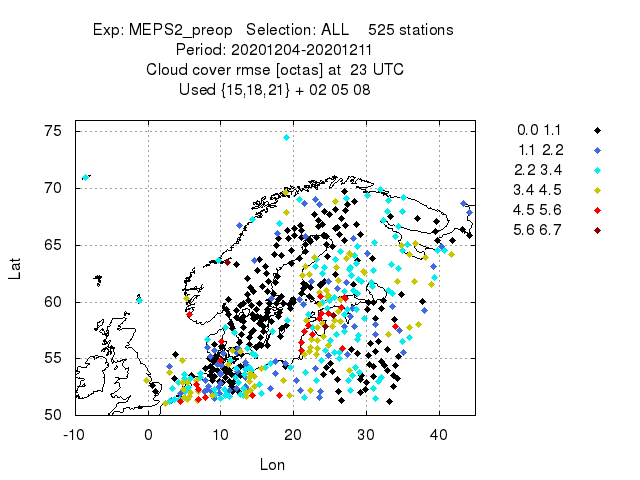 Exp: MEPS2_preop Selection: ALL 525 stations
Period: 20201204-20201211
Cloud cover rmse [octas] at 23 UTC
Used {15,18,21} + 02 05 08
75
70
65
60
55
50
Lat
-10 0 10 20 30 40
Lon
0.0 1.1
1.1 2.2
2.2 3.4
3.4 4.5
4.5 5.6
5.6 6.7